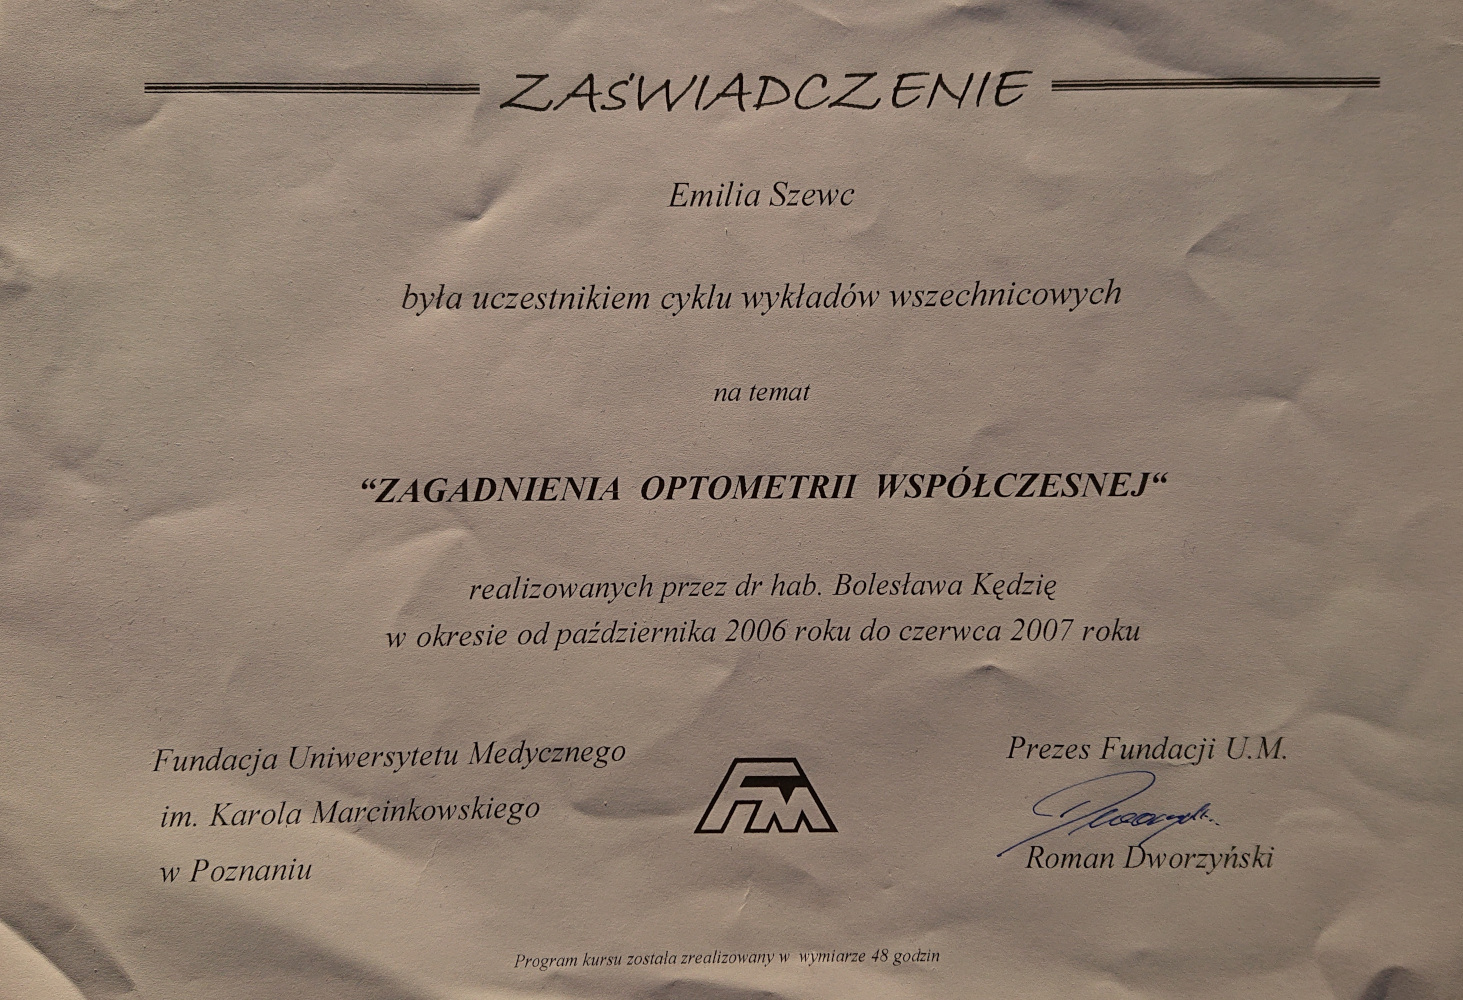 ZAŚWIADCZENIE
Emilia Szewc
była uczestnikiem cyklu wykładów wszechnicowych
na temat
“ZAGADNIENIA OPTOMETRII WSPÓŁCZESNEJ“
realizowanych przez dr hab. Bolesława Kędzię
w okresie od października 2006 roku do czerwca 2007 roku
Fundacja Uniwersytetu Medycznego
im. Karola Marcinkowskiego
w Poznaniu
FM
Prezes Fundacji U.M.
Roman Dworzyński
Program kursu została zrealizowany w wymiarze 48 godzin